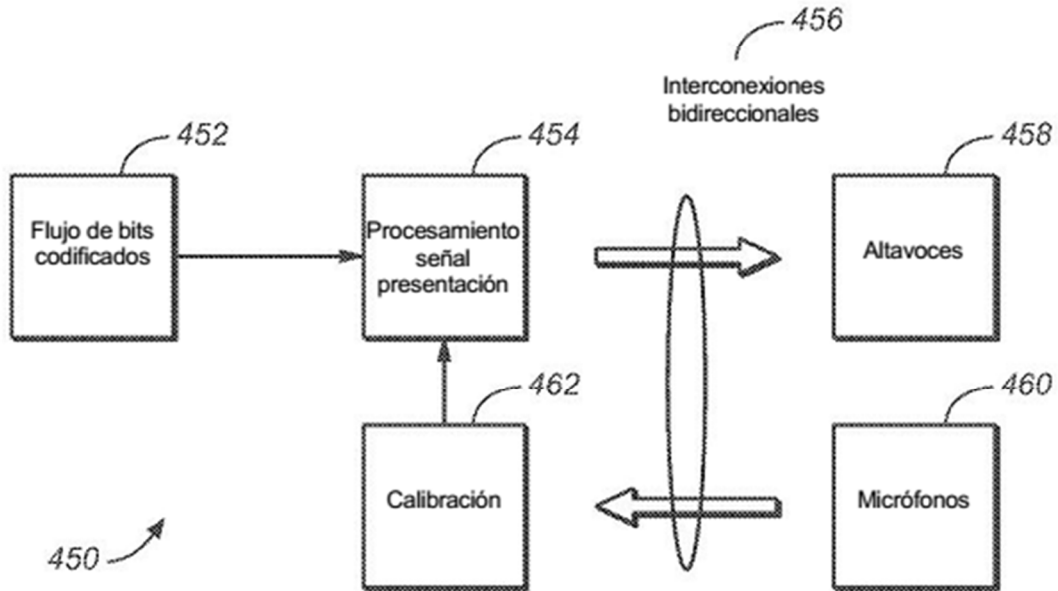 456
Interconexiones
bidireccionales
452
454
458
Flujo de bits
codificados
Procesamiento
señal
presentación
Altavoces
462
460
Calibración
Micrófonos
450